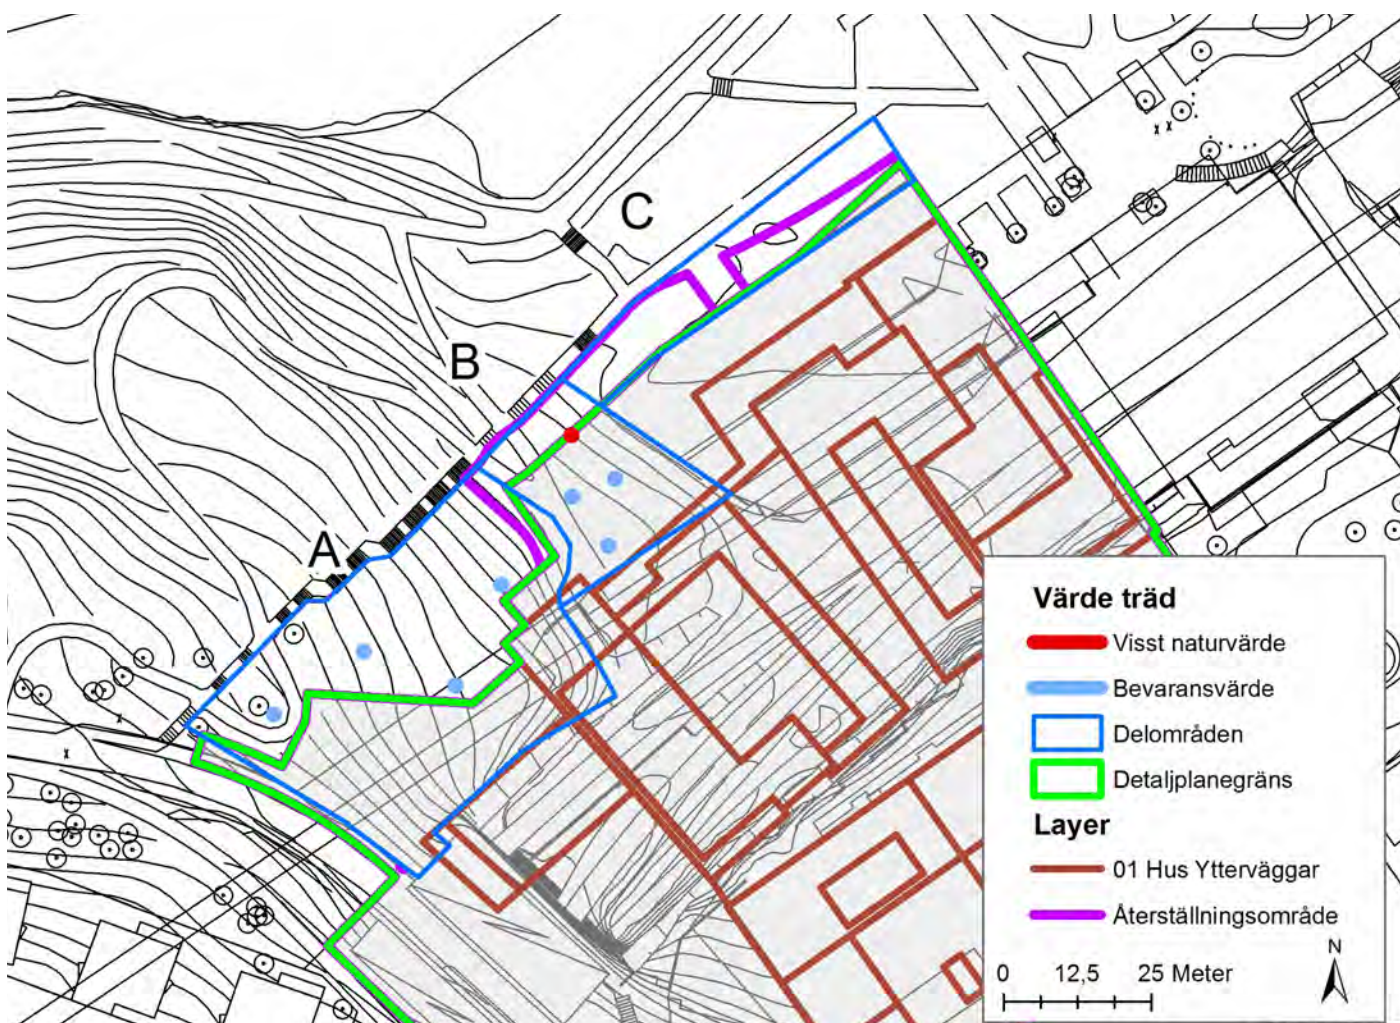 C
B
A
Värde träd
Visst naturvärde
Bevaransvärde
Delområden
Detaljplanegräns
Layer
01 Hus Ytterväggar
Återställningsområde
N
0 12,5 25 Meter